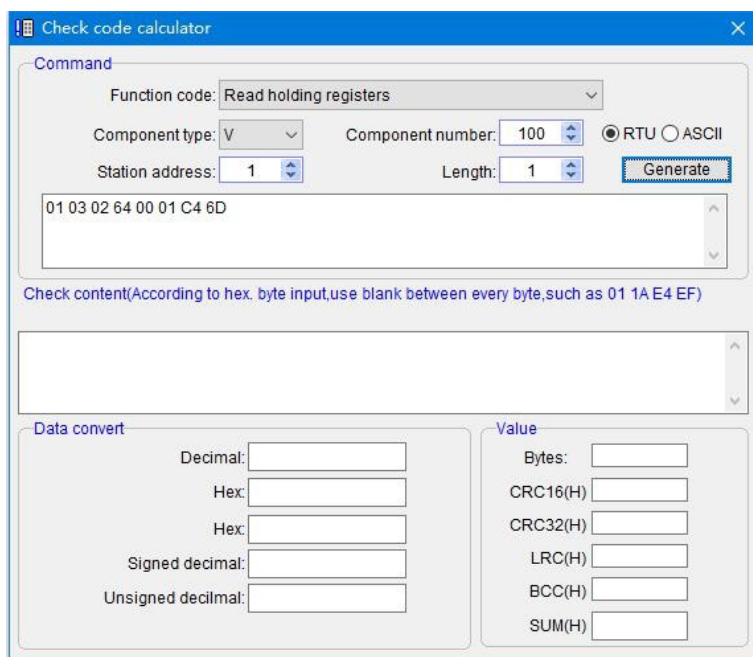 Check code calculator
Command
Function code: Read holding registers
Component type: V Component number: 100 RTU ASCII
Station address: 1 Length: 1 Generate
01 03 02 64 00 01 C4 6D
Check content(According to hex. byte input,use blank between every byte,such as 01 1A E4 EF)
Data convert
Decimal:
Hex:
Hex:
Signed decimal:
Unsigned decilmal:
Value
Bytes:
CRC16(H)
CRC32(H)
LRC(H)
BCC(H)
SUM(H)